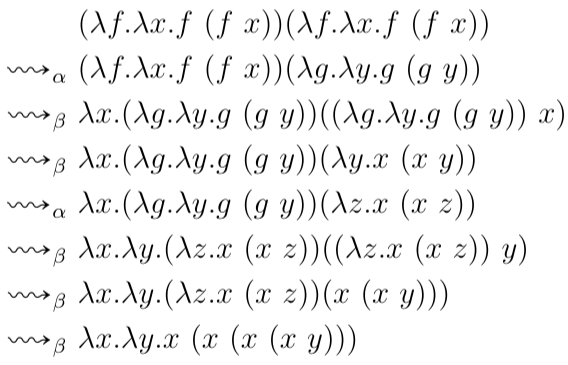 (λf.λx.f (f x))(λf.λx.f (f x))
⇝α (λf.λx.f (f x))(λg.λy.g (g y))
⇝β λx.(λg.λy.g (g y))((λg.λy.g (g y)) x)
⇝β λx.(λg.λy.g (g y))(λy.x (x y))
⇝α λx.(λg.λy.g (g y))(λz.x (x z))
⇝β λx.λy.(λz.x (x z))((λz.x (x z)) y)
⇝β λx.λy.(λz.x (x z))(x (x y)))
⇝β λx.λy.x (x (x (x y)))